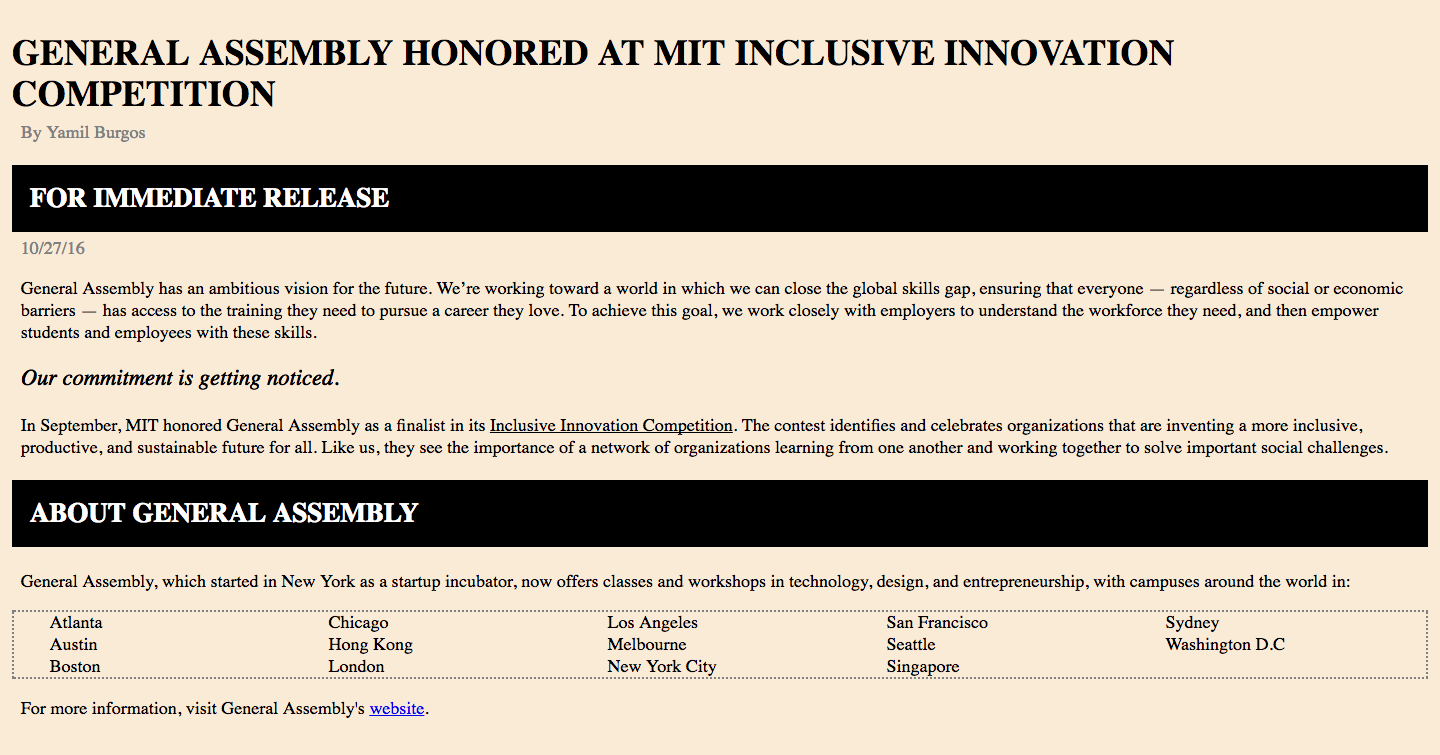 GENERAL ASSEMBLY HONORED AT MIT INCLUSIVE INNOVATION
COMPETITION
By Yamil Burgos
FOR IMMEDIATE RELEASE
10/27/16
General Assembly has an ambitious vision for the future. We’re working toward a world in which we can close the global skills gap, ensuring that everyone — regardless of social or economic
barriers — has access to the training they need to pursue a career they love. To achieve this goal, we work closely with employers to understand the workforce they need, and then empower
students and employees with these skills.
Our commitment is getting noticed.
In September, MIT honored General Assembly as a finalist in its Inclusive Innovation Competition. The contest identifies and celebrates organizations that are inventing a more inclusive,
productive, and sustainable future for all. Like us, they see the importance of a network of organizations learning from one another and working together to solve important social challenges.
ABOUT GENERAL ASSEMBLY
General Assembly, which started in New York as a startup incubator, now offers classes and workshops in technology, design, and entrepreneurship, with campuses around the world in:
Atlanta
Austin
Boston
Chicago
Hong Kong
London
Los Angeles
Melbourne
New York City
San Francisco
Seattle
Singapore
Sydney
Washington D.C
For more information, visit General Assembly's website.